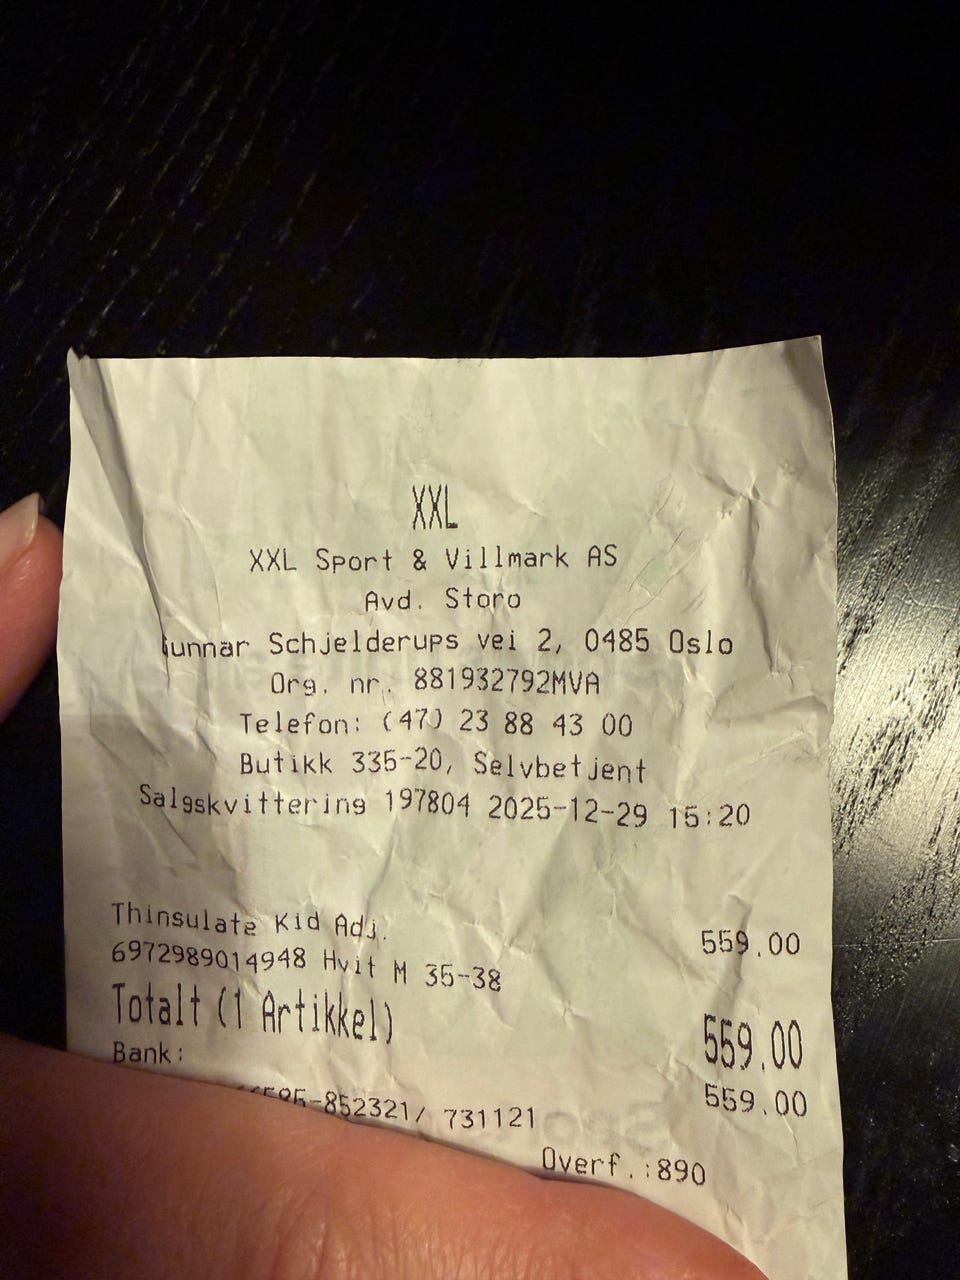 XXL
XXL Sport & Villmark AS
Avd. Storo
Gunnar Schjelderups vei 2, 0485 Oslo
Org. nr. 881932792MVA
Telefon: (47) 23 88 43 00
Butikk 335-20, Selvbetjent
Salgskvittering 197804 2025-12-29 15:20
Thinsulate Kid Adj. 559.00
6972989014948 Hvit M 35-38
Totalt (1 Artikkel) 559.00
Bank: 559.00
-852321/ 731121
Overf.:890